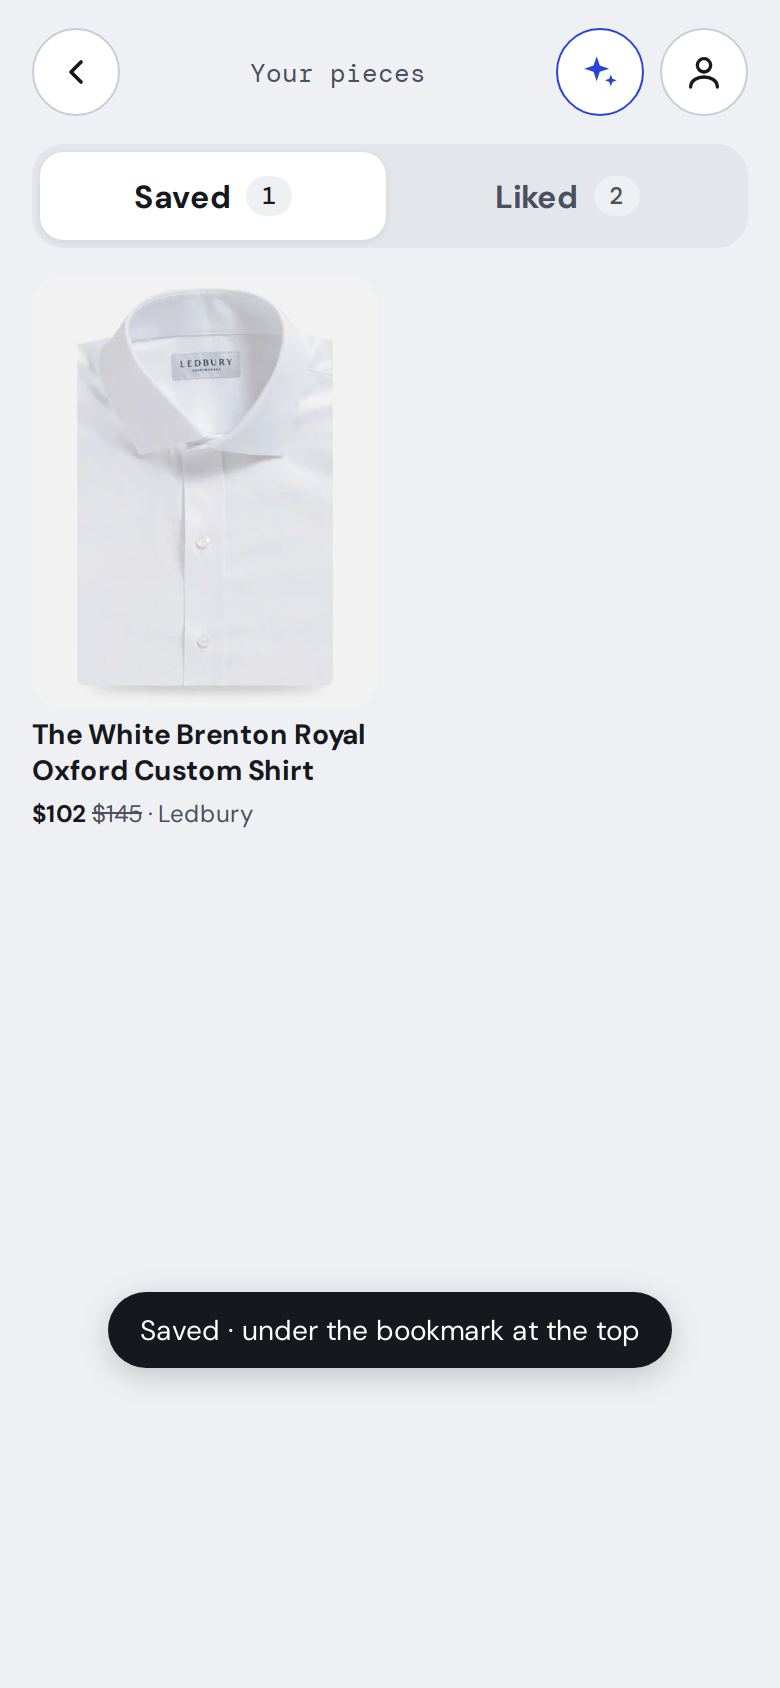 Your pieces
Saved 1
Liked 2
LEDBURY
The White Brenton Royal
Oxford Custom Shirt
$102 $145 · Ledbury
Saved · under the bookmark at the top